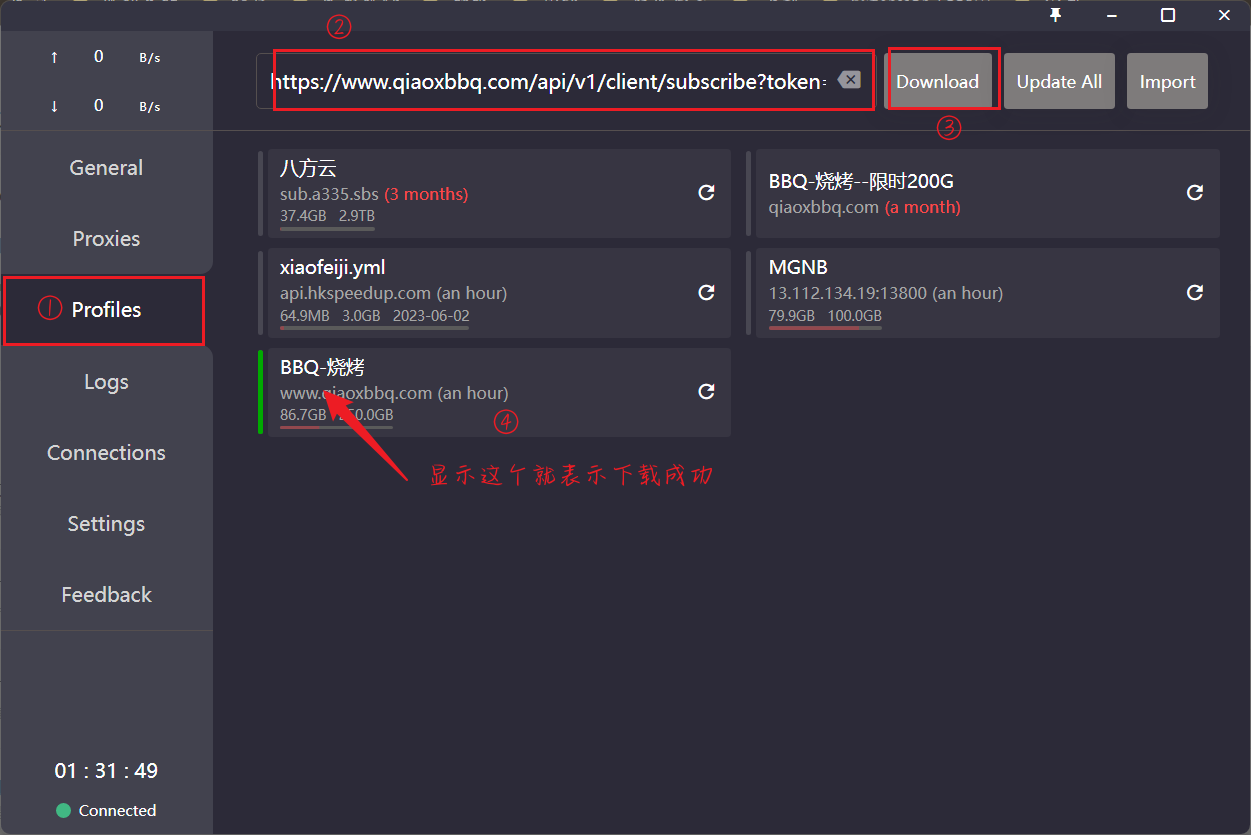 ②
↑ 0 B/s
https://www.qiaoxbbq.com/api/v1/client/subscribe?token=
Download
Update All
Import
↓ 0 B/s
③
General
Proxies
① Profiles
Logs
Connections
Settings
Feedback
01 : 31 : 49
Connected
八方云
sub.a335.sbs (3 months)
37.4GB 2.9TB
BBQ-烧烤--限时200G
qiaoxbbq.com (a month)
xiaofeiji.yml
api.hkspeedup.com (an hour)
64.9MB 3.0GB 2023-06-02
MGNB
13.112.134.19:13800 (an hour)
79.9GB 100.0GB
BBQ-烧烤
www.qiaoxbbq.com (an hour)
86.7GB
④
显示这个就表示下载成功